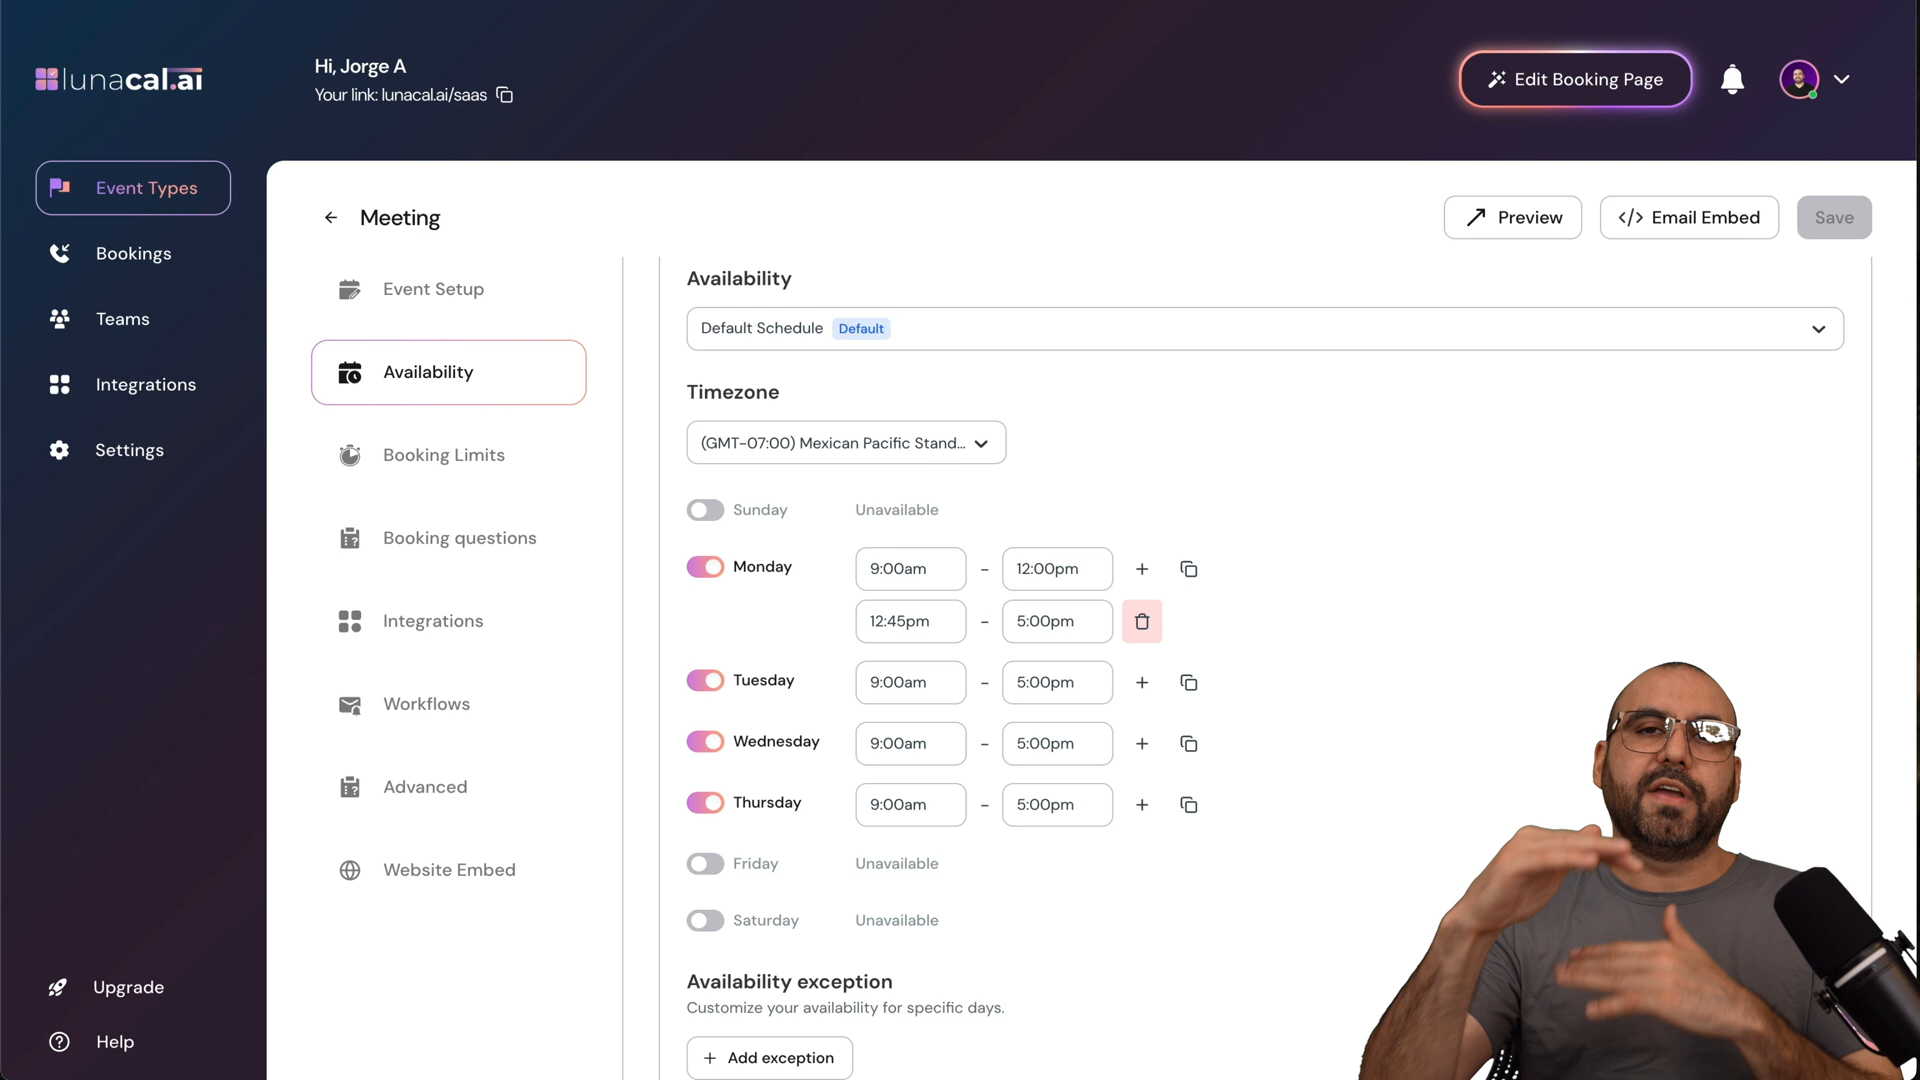 lunacal.ai
Hi, Jorge A
Your link: lunacal.ai/saas
Edit Booking Page
Event Types
Bookings
Teams
Integrations
Settings
Upgrade
Help
Meeting
Preview
</> Email Embed
Save
Event Setup
Availability
Booking Limits
Booking questions
Integrations
Workflows
Advanced
Website Embed
Availability
Default Schedule Default
Timezone
(GMT-07:00) Mexican Pacific Stand...
Sunday Unavailable
Monday 9:00am - 12:00pm +
12:45pm - 5:00pm
Tuesday 9:00am - 5:00pm +
Wednesday 9:00am - 5:00pm +
Thursday 9:00am - 5:00pm +
Friday Unavailable
Saturday Unavailable
Availability exception
Customize your availability for specific days.
+ Add exception